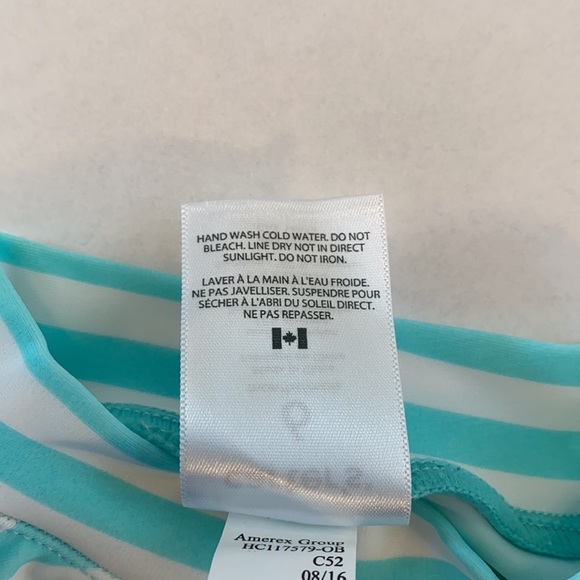 HAND WASH COLD WATER. DO NOT
BLEACH. LINE DRY NOT IN DIRECT
SUNLIGHT. DO NOT IRON.
LAVER À LA MAIN À L'EAU FROIDE.
NE PAS JAVELLISER. SUSPENDRE POUR
SÉCHER À L'ABRI DU SOLEIL DIRECT.
NE PAS REPASSER.
Amerex Group
HC117579-OB
C52
08/16